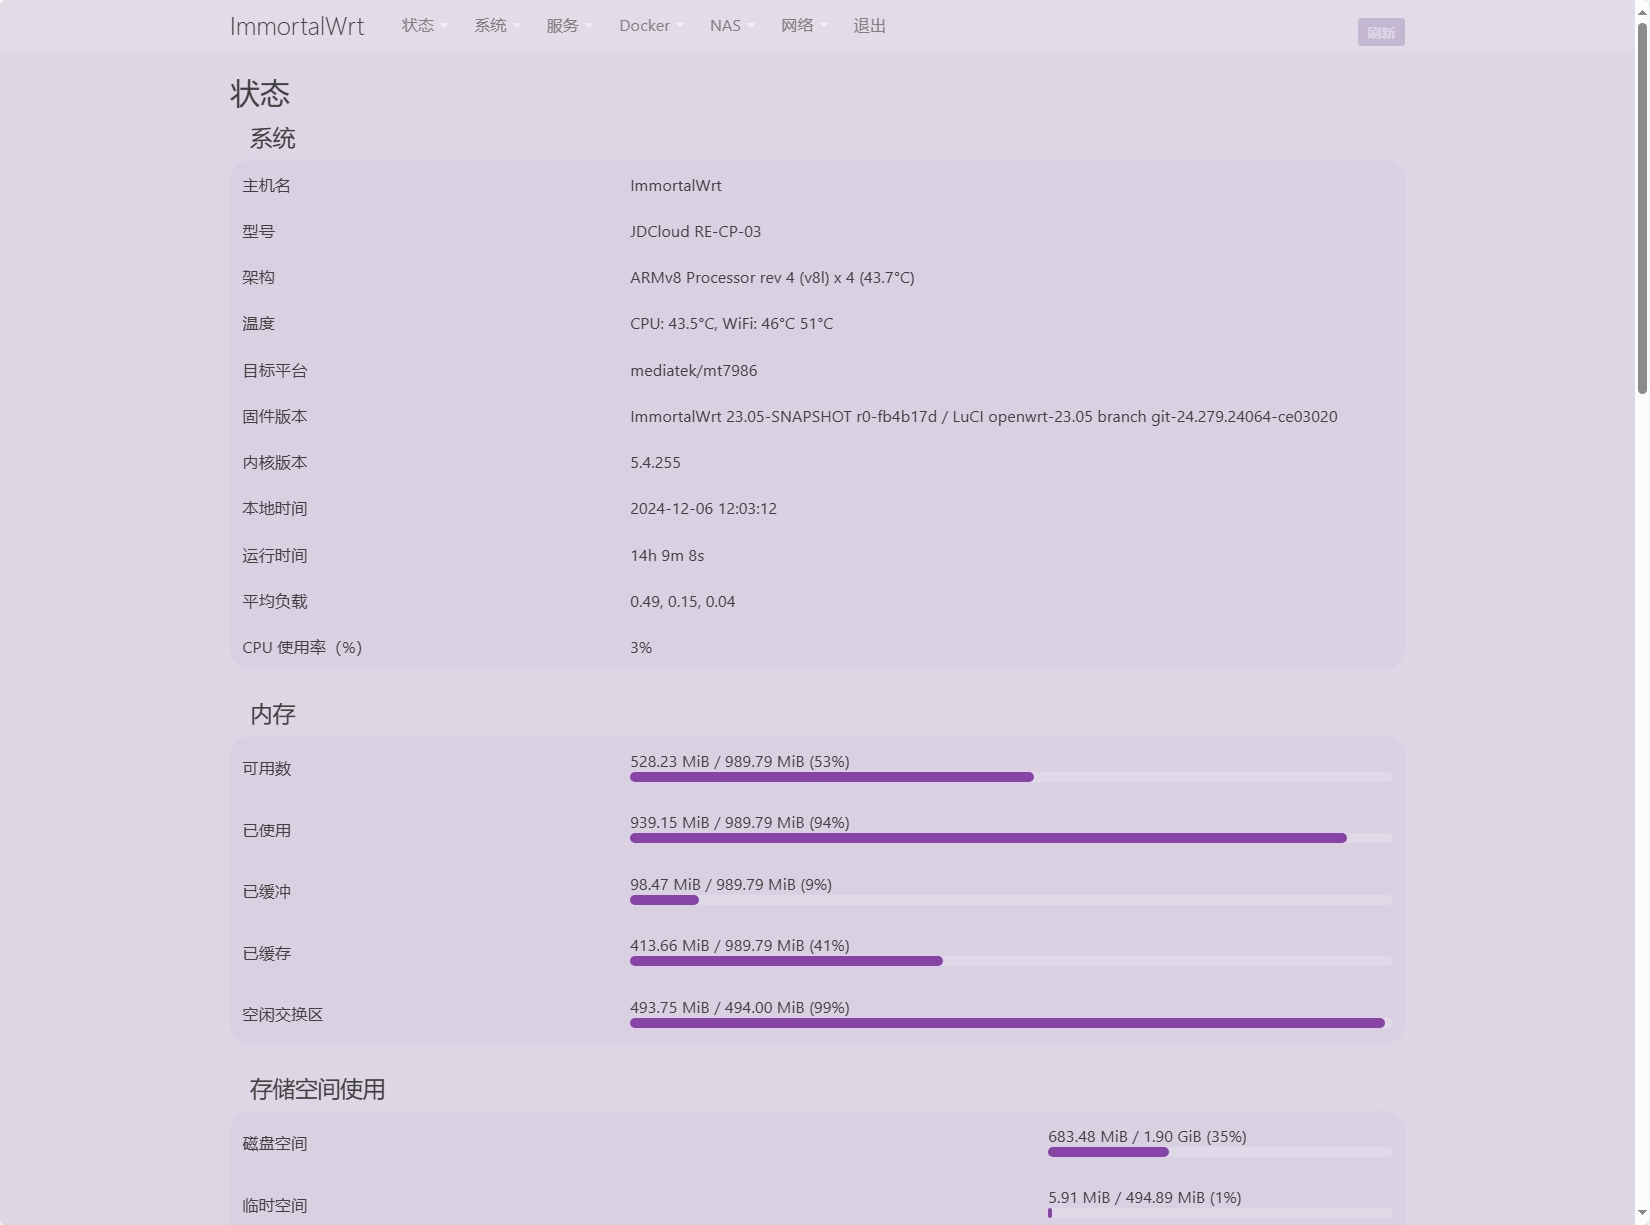 ImmortalWrt 状态 系统 服务 Docker NAS 网络 退出 刷新
状态
系统
主机名 ImmortalWrt
型号 JDCloud RE-CP-03
架构 ARMv8 Processor rev 4 (v8l) x 4 (43.7°C)
温度 CPU: 43.5°C, WiFi: 46°C 51°C
目标平台 mediatek/mt7986
固件版本 ImmortalWrt 23.05-SNAPSHOT r0-fb4b17d / LuCI openwrt-23.05 branch git-24.279.24064-ce03020
内核版本 5.4.255
本地时间 2024-12-06 12:03:12
运行时间 14h 9m 8s
平均负载 0.49, 0.15, 0.04
CPU 使用率（%） 3%
内存
可用数 528.23 MiB / 989.79 MiB (53%)
已使用 939.15 MiB / 989.79 MiB (94%)
已缓冲 98.47 MiB / 989.79 MiB (9%)
已缓存 413.66 MiB / 989.79 MiB (41%)
空闲交换区 493.75 MiB / 494.00 MiB (99%)
存储空间使用
磁盘空间 683.48 MiB / 1.90 GiB (35%)
临时空间 5.91 MiB / 494.89 MiB (1%)